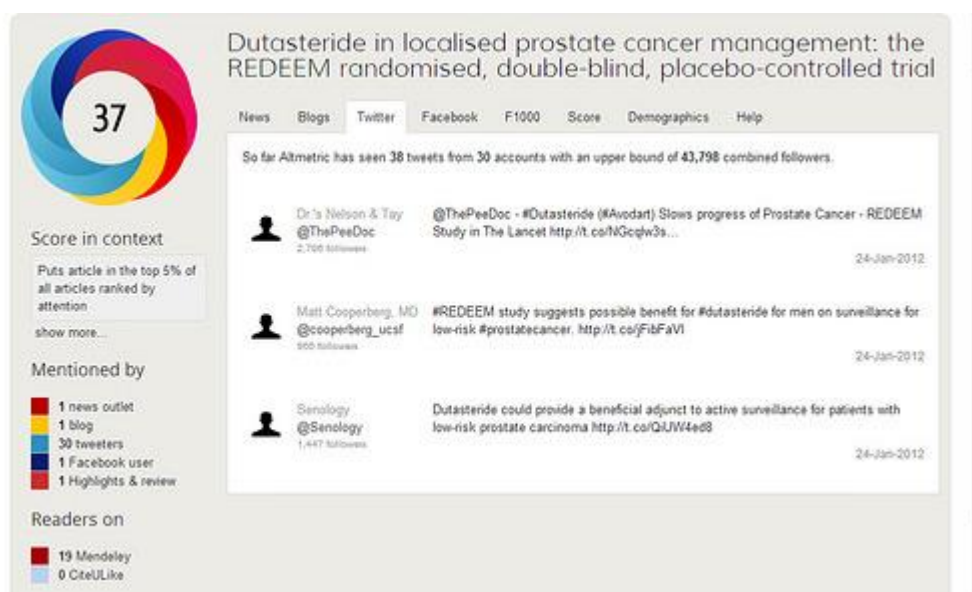 37
Dutasteride in localised prostate cancer management: the
REDEEM randomised, double-blind, placebo-controlled trial
News Blogs Twitter Facebook F1000 Score Demographics Help
So far Altmetric has seen 38 tweets from 30 accounts with an upper bound of 43,798 combined followers.
Dr.'s Nelson & Tay
@ThePeeDoc
followers
@ThePeeDoc - #Dutasteride (#Avodart) Slows progress of Prostate Cancer - REDEEM
Study in The Lancet http://t.co/NGcqlw3s...
24-Jan-2012
Matt Cooperberg, MD
@cooperberg_ucsf
followers
#REDEEM study suggests possible benefit for #dutasteride for men on surveillance for
low-risk #prostatecancer. http://t.co/jFibFaVl
24-Jan-2012
Senology
@Senology
1,447 followers
Dutasteride could provide a beneficial adjunct to active surveillance for patients with
low-risk prostate carcinoma http://t.co/QiUW4ed8
24-Jan-2012
Score in context
Puts article in the top 5% of
all articles ranked by
attention
show more...
Mentioned by
1 news outlet
1 blog
30 tweeters
1 Facebook user
1 Highlights & review
Readers on
19 Mendeley
0 CiteULike